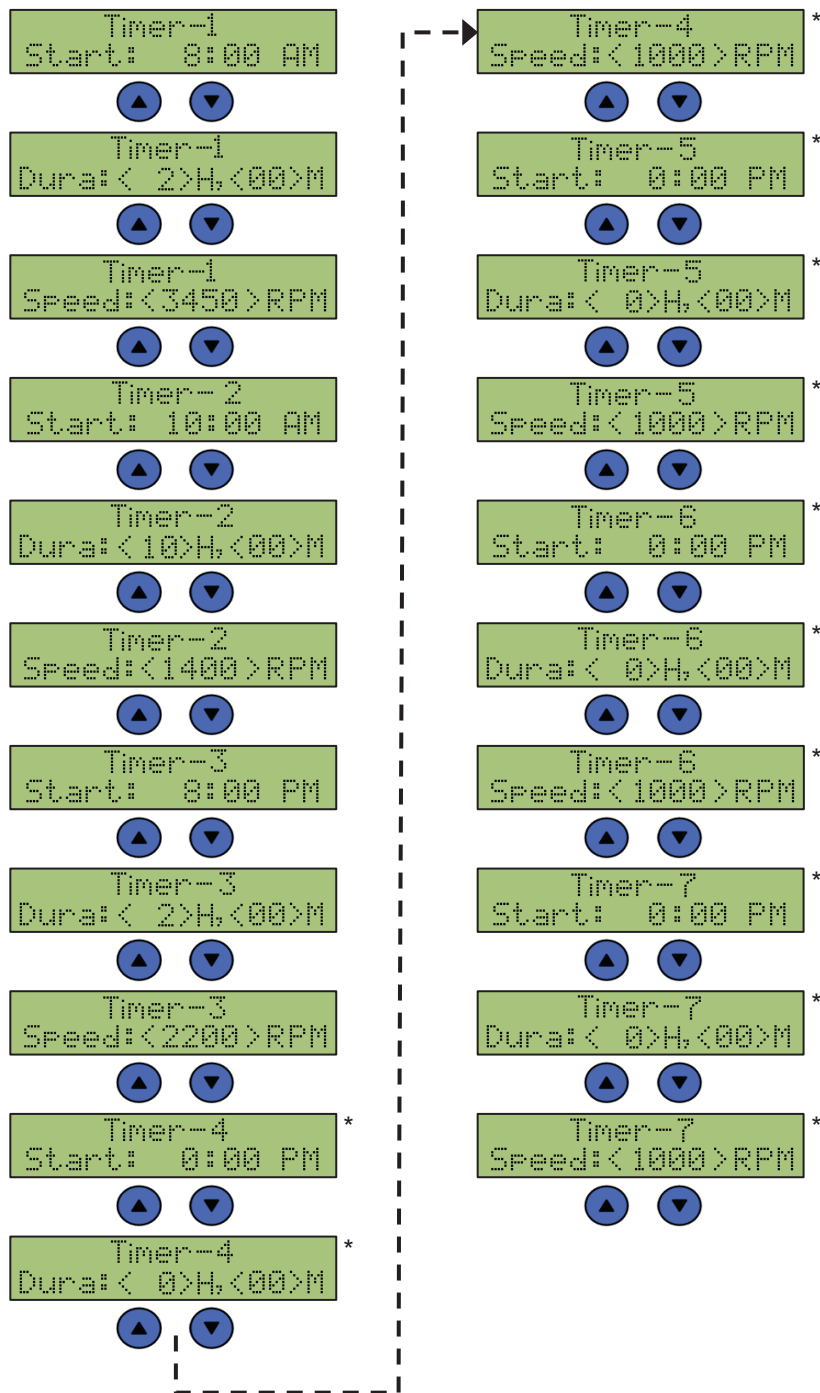 Timer-1
Start: 8:00 AM
Timer-1
Dura:< 2>H,<00>M
Timer-1
Speed:<3450>RPM
Timer-2
Start: 10:00 AM
Timer-2
Dura:<10>H,<00>M
Timer-2
Speed:<1400>RPM
Timer-3
Start: 8:00 PM
Timer-3
Dura:< 2>H,<00>M
Timer-3
Speed:<2200>RPM
Timer-4 *
Start: 0:00 PM
Timer-4 *
Dura:< 0>H,<00>M
Timer-4 *
Speed:<1000>RPM
Timer-5 *
Start: 0:00 PM
Timer-5 *
Dura:< 0>H,<00>M
Timer-5 *
Speed:<1000>RPM
Timer-6 *
Start: 0:00 PM
Timer-6 *
Dura:< 0>H,<00>M
Timer-6 *
Speed:<1000>RPM
Timer-7 *
Start: 0:00 PM
Timer-7 *
Dura:< 0>H,<00>M
Timer-7 *
Speed:<1000>RPM